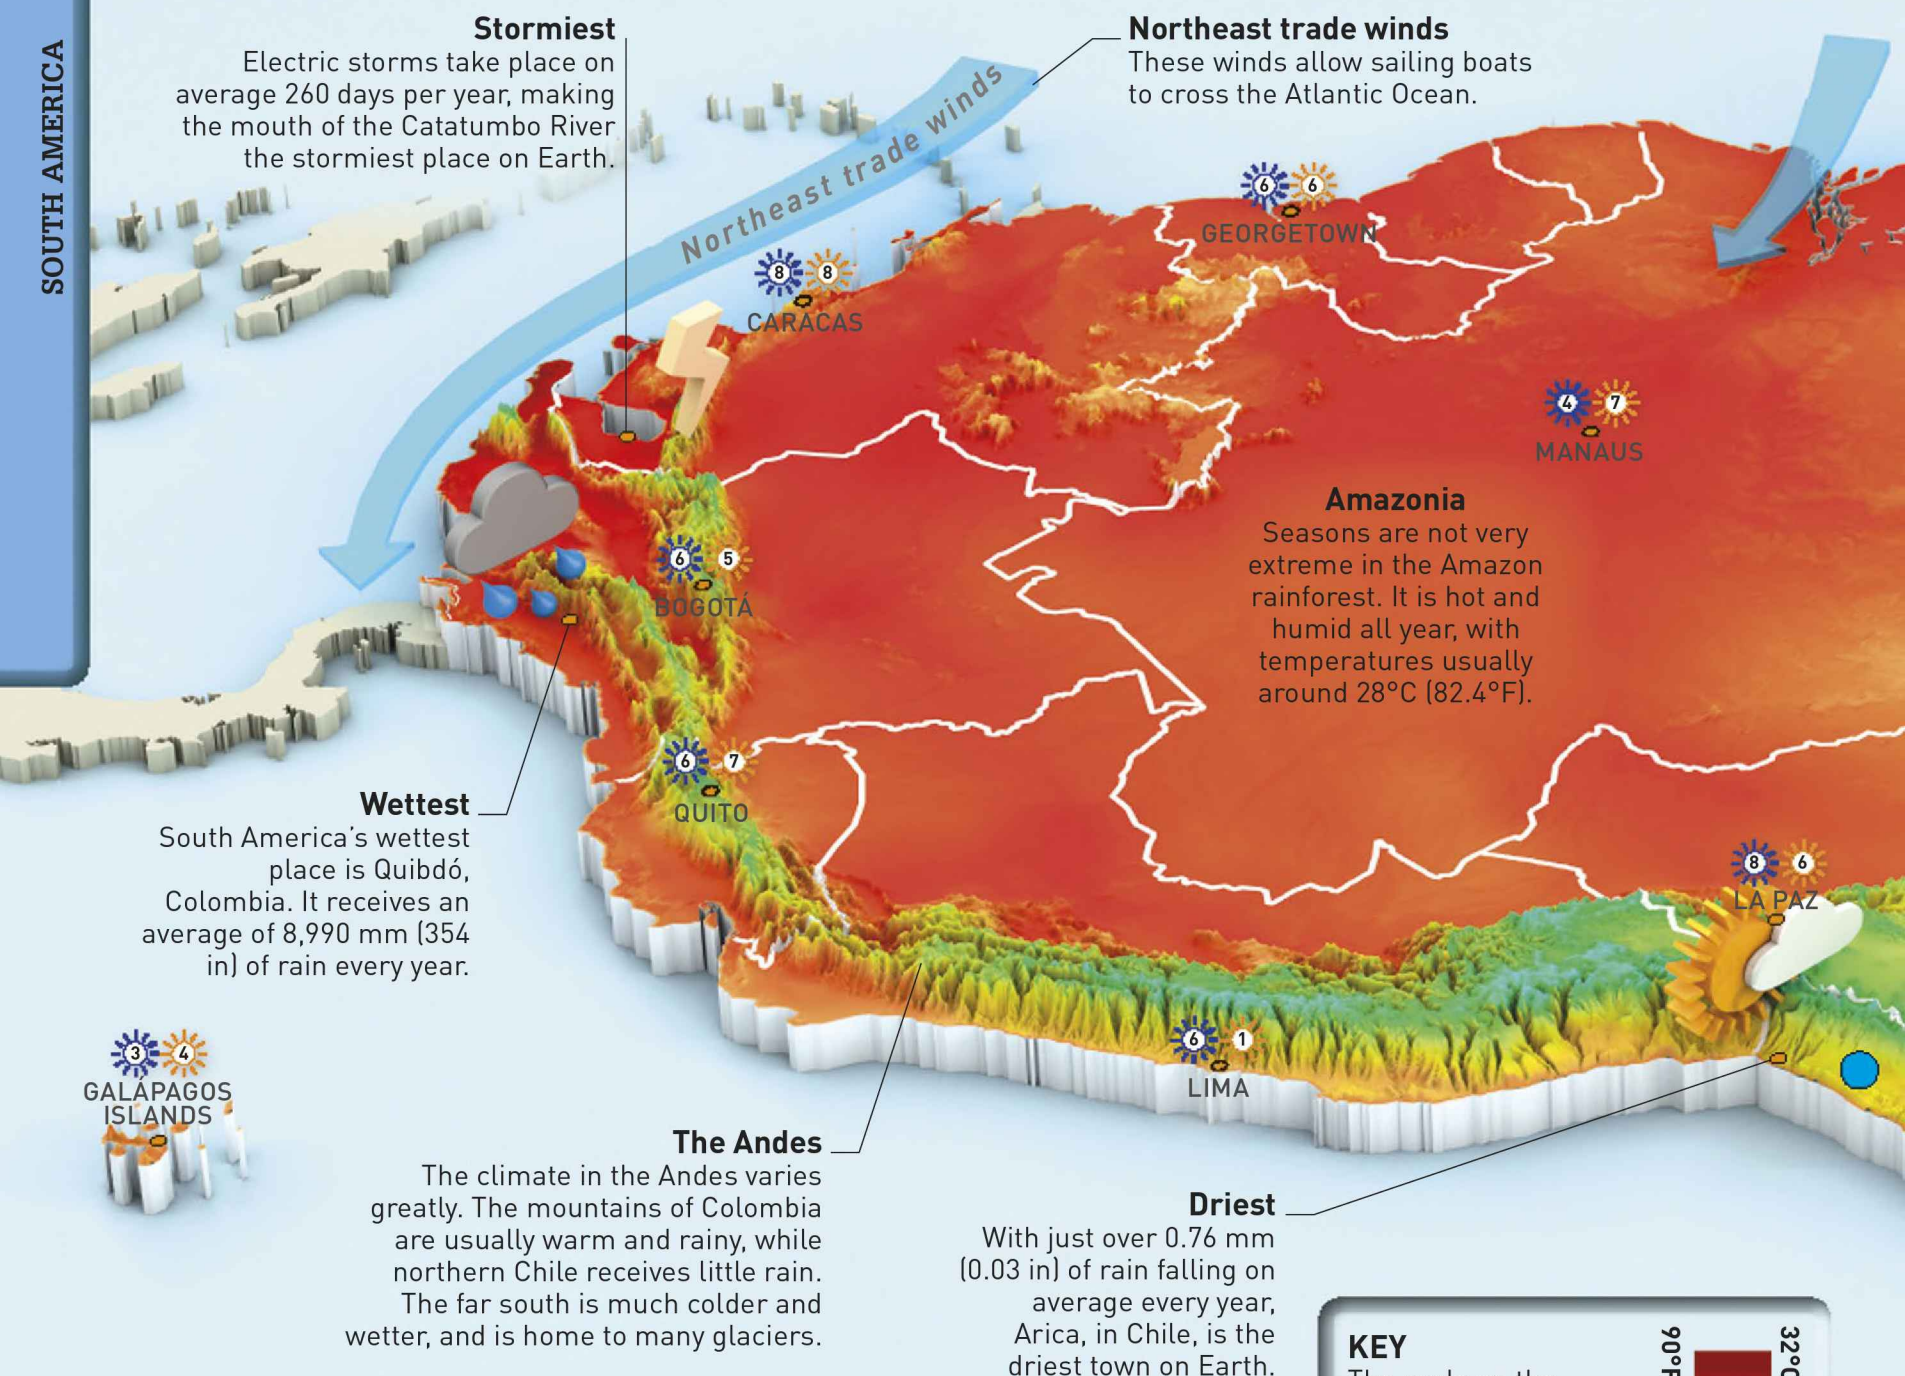 SOUTH AMERICA
Stormiest
Electric storms take place on
average 260 days per year, making
the mouth of the Catatumbo River
the stormiest place on Earth.
Northeast trade winds
These winds allow sailing boats
to cross the Atlantic Ocean.
Northeast trade winds
6 6
GEORGETOWN
8 8
CARACAS
4 7
MANAUS
Amazonia
Seasons are not very
extreme in the Amazon
rainforest. It is hot and
humid all year, with
temperatures usually
around 28°C (82.4°F).
6 5
BOGOTÁ
6 7
QUITO
Wettest
South America's wettest
place is Quibdó,
Colombia. It receives an
average of 8,990 mm (354
in) of rain every year.
8 6
LA PAZ
3 4
GALÁPAGOS
ISLANDS
6 1
LIMA
The Andes
The climate in the Andes varies
greatly. The mountains of Colombia
are usually warm and rainy, while
northern Chile receives little rain.
The far south is much colder and
wetter, and is home to many glaciers.
Driest
With just over 0.76 mm
(0.03 in) of rain falling on
average every year,
Arica, in Chile, is the
driest town on Earth.
KEY
90°F
32°C